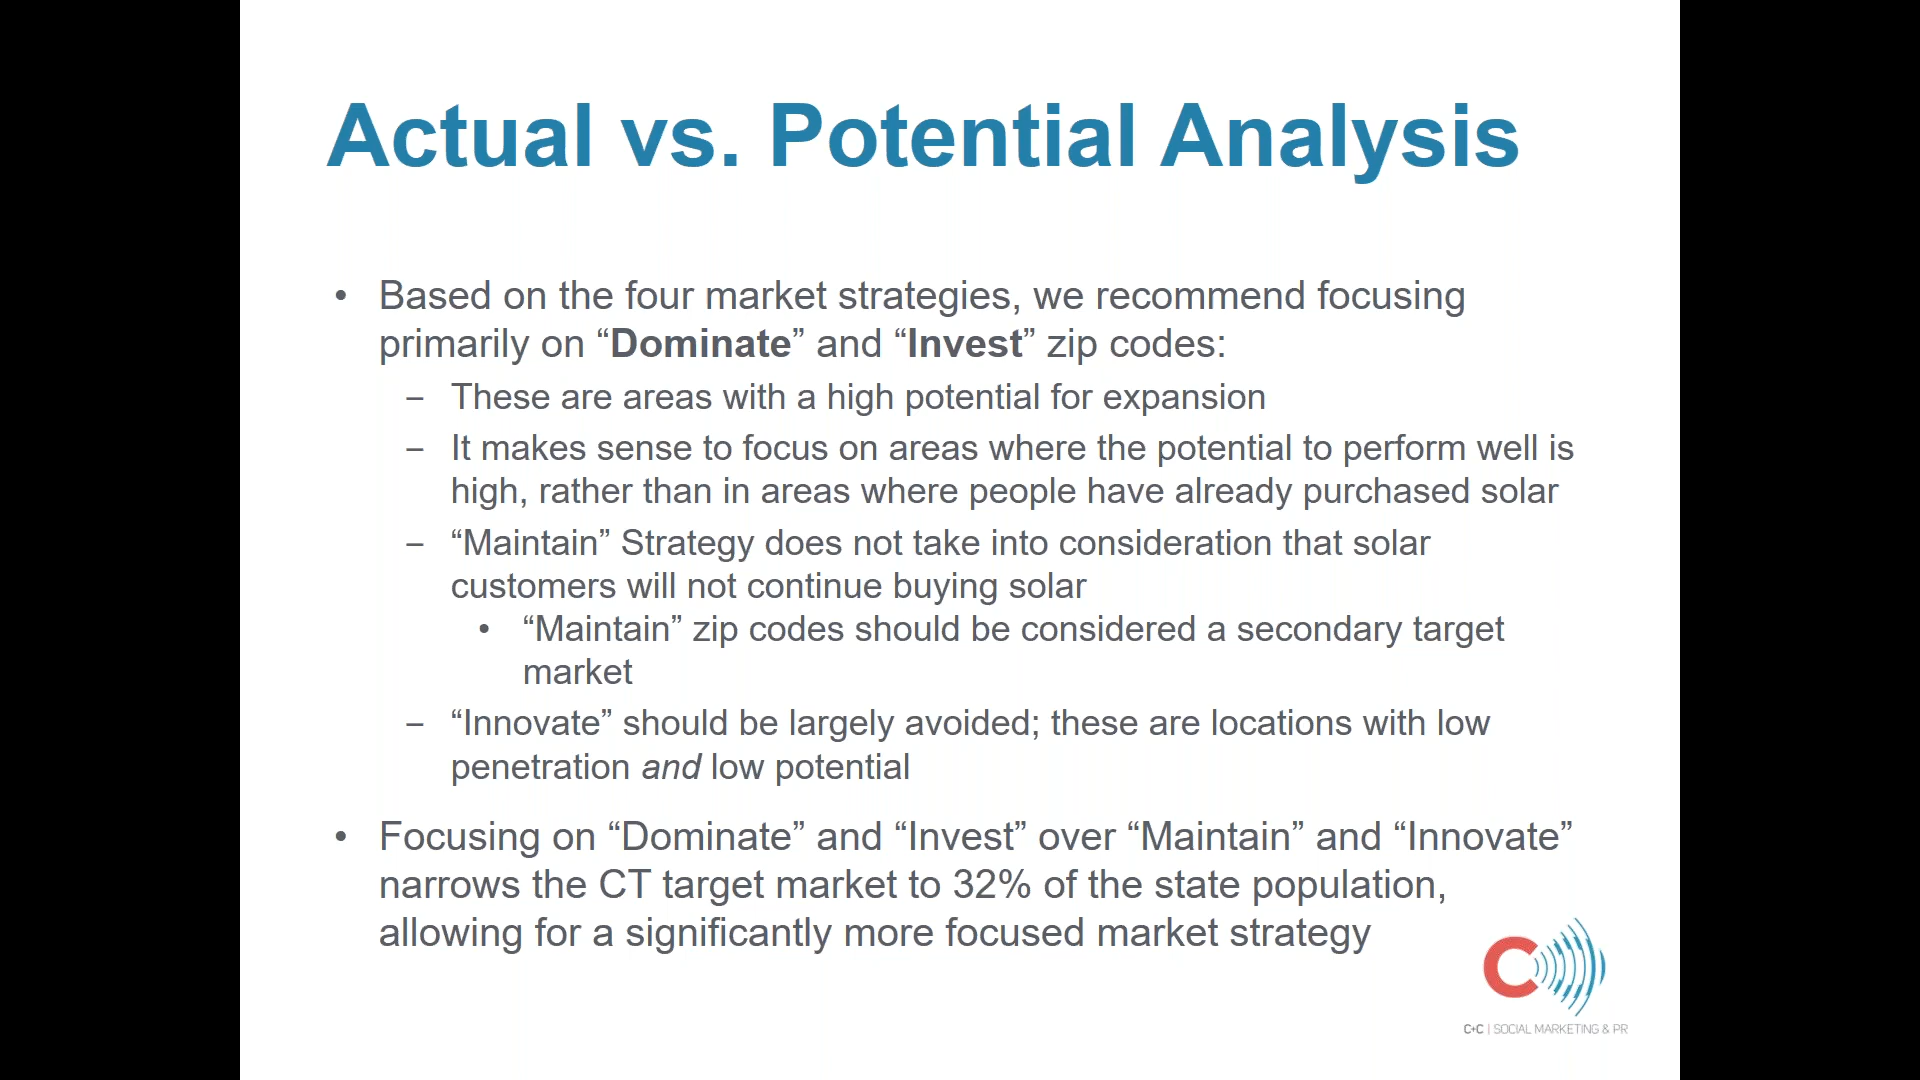 Actual vs. Potential Analysis
• Based on the four market strategies, we recommend focusing
primarily on “Dominate” and “Invest” zip codes:
– These are areas with a high potential for expansion
– It makes sense to focus on areas where the potential to perform well is
high, rather than in areas where people have already purchased solar
– “Maintain” Strategy does not take into consideration that solar
customers will not continue buying solar
• “Maintain” zip codes should be considered a secondary target
market
– “Innovate” should be largely avoided; these are locations with low
penetration and low potential
• Focusing on “Dominate” and “Invest” over “Maintain” and “Innovate”
narrows the CT target market to 32% of the state population,
allowing for a significantly more focused market strategy
C+C | SOCIAL MARKETING & PR